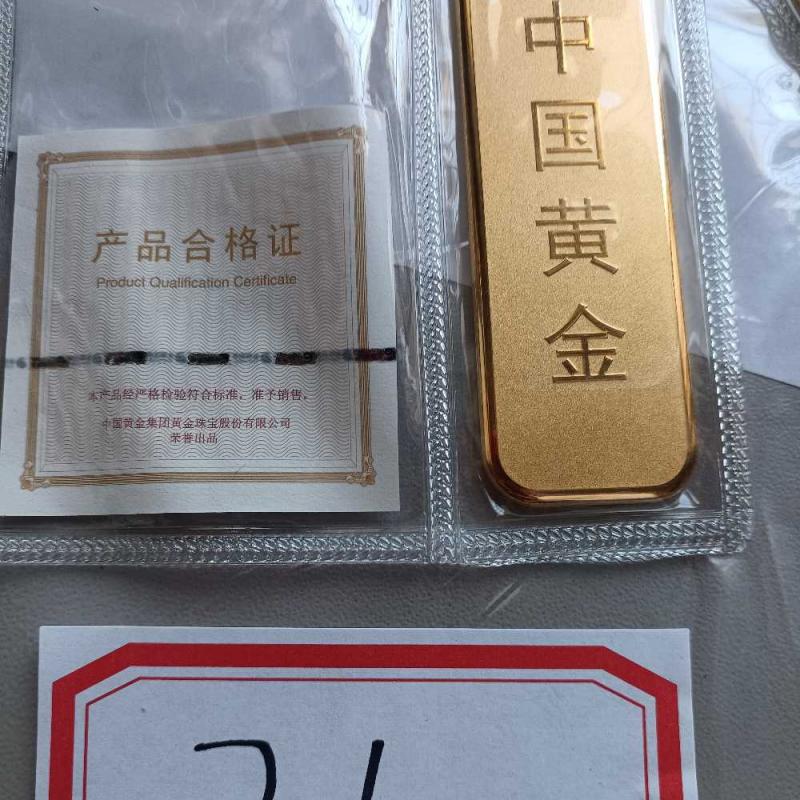 产品合格证
Product Qualification Certificate
本产品经严格检验符合标准，准予销售。
中国黄金集团黄金珠宝股份有限公司
荣誉出品
中国黄金